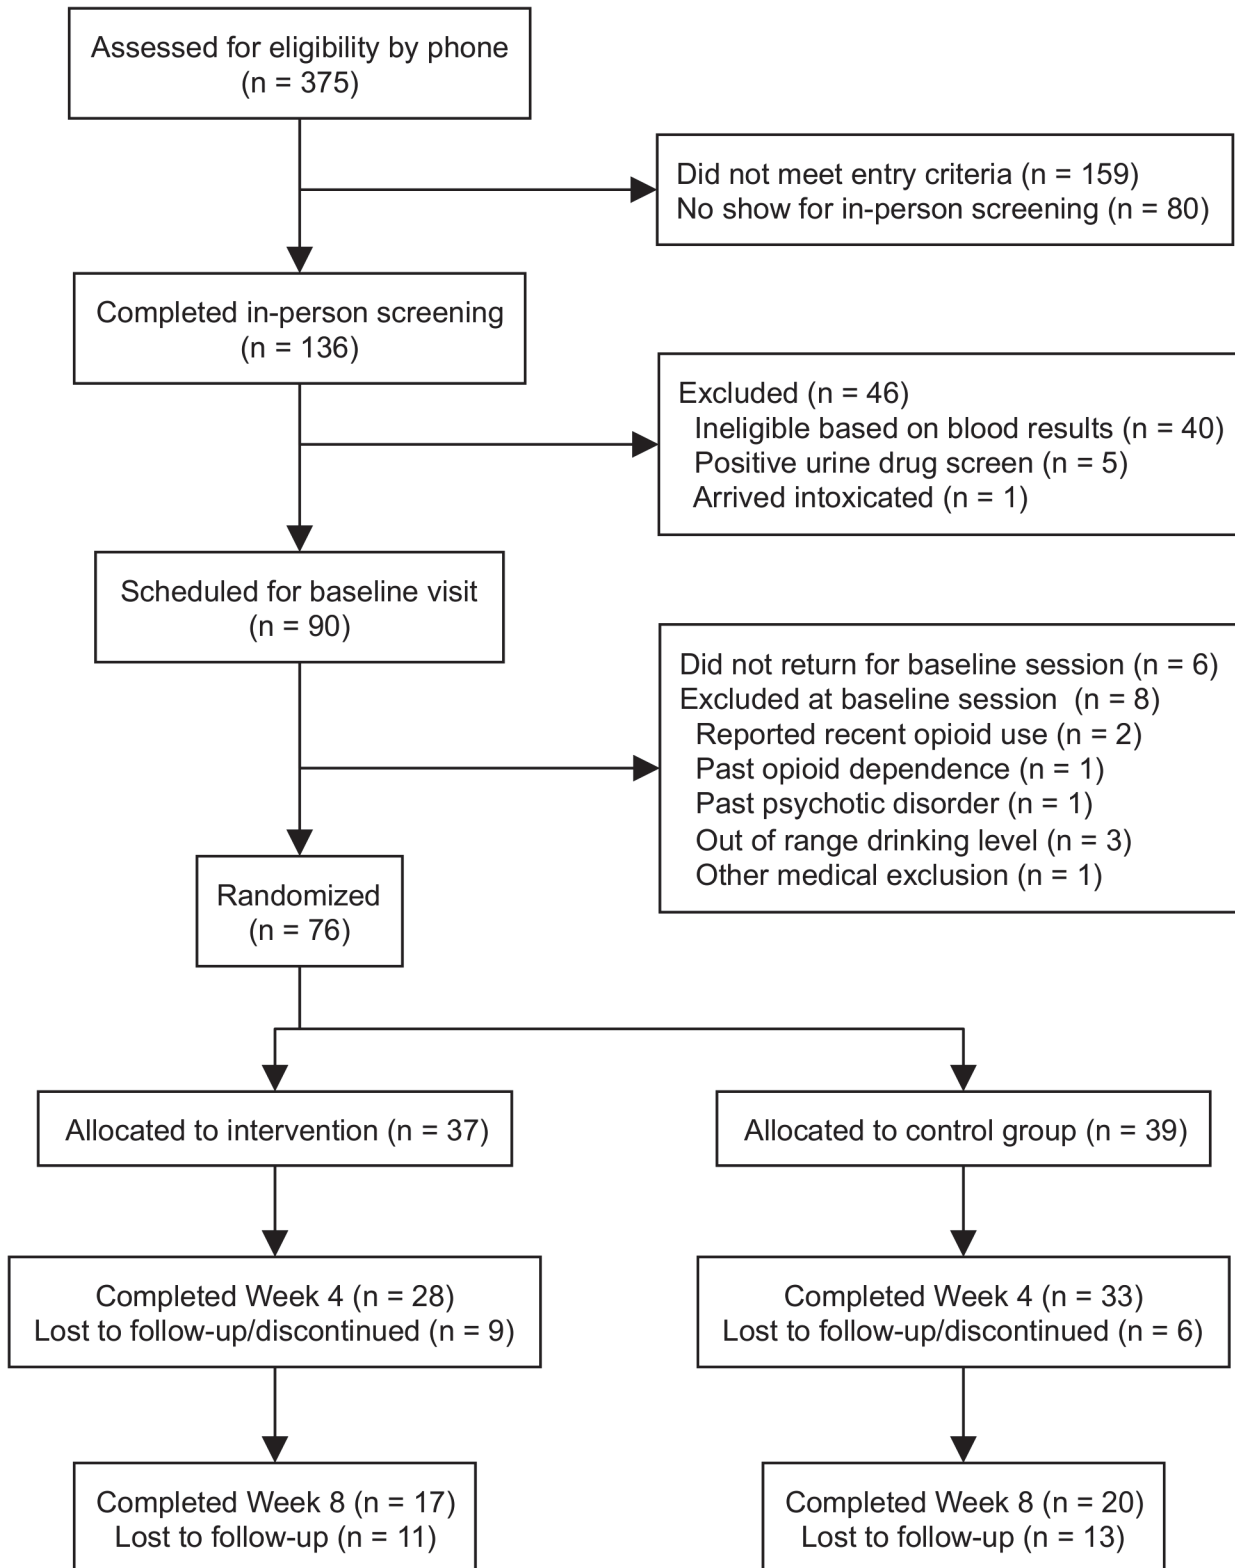 Assessed for eligibility by phone
(n = 375)
Did not meet entry criteria (n = 159)
No show for in-person screening (n = 80)
Completed in-person screening
(n = 136)
Excluded (n = 46)
Ineligible based on blood results (n = 40)
Positive urine drug screen (n = 5)
Arrived intoxicated (n = 1)
Scheduled for baseline visit
(n = 90)
Did not return for baseline session (n = 6)
Excluded at baseline session (n = 8)
Reported recent opioid use (n = 2)
Past opioid dependence (n = 1)
Past psychotic disorder (n = 1)
Out of range drinking level (n = 3)
Other medical exclusion (n = 1)
Randomized
(n = 76)
Allocated to intervention (n = 37)
Allocated to control group (n = 39)
Completed Week 4 (n = 28)
Lost to follow-up/discontinued (n = 9)
Completed Week 4 (n = 33)
Lost to follow-up/discontinued (n = 6)
Completed Week 8 (n = 17)
Lost to follow-up (n = 11)
Completed Week 8 (n = 20)
Lost to follow-up (n = 13)